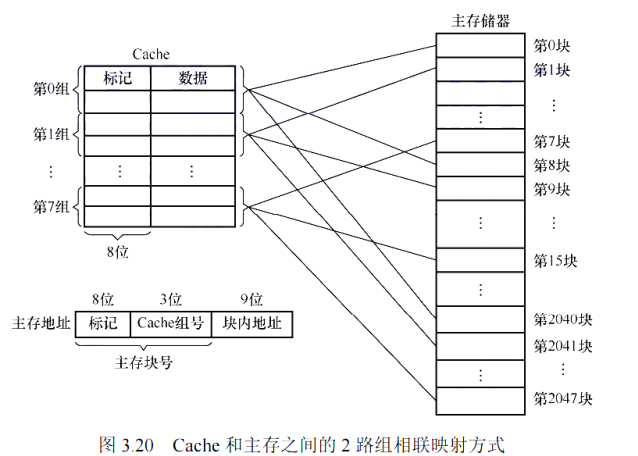 主存储器
Cache
标记 数据
第0组
第1组
⋮ ⋮ ⋮
第7组
8位
第0块
第1块
⋮ ⋮
第7块
第8块
第9块
⋮ ⋮
第15块
⋮
第2040块
第2041块
⋮ ⋮
第2047块
8位 3位 9位
主存地址 标记 Cache组号 块内地址
主存块号
图 3.20 Cache 和主存之间的 2 路组相联映射方式